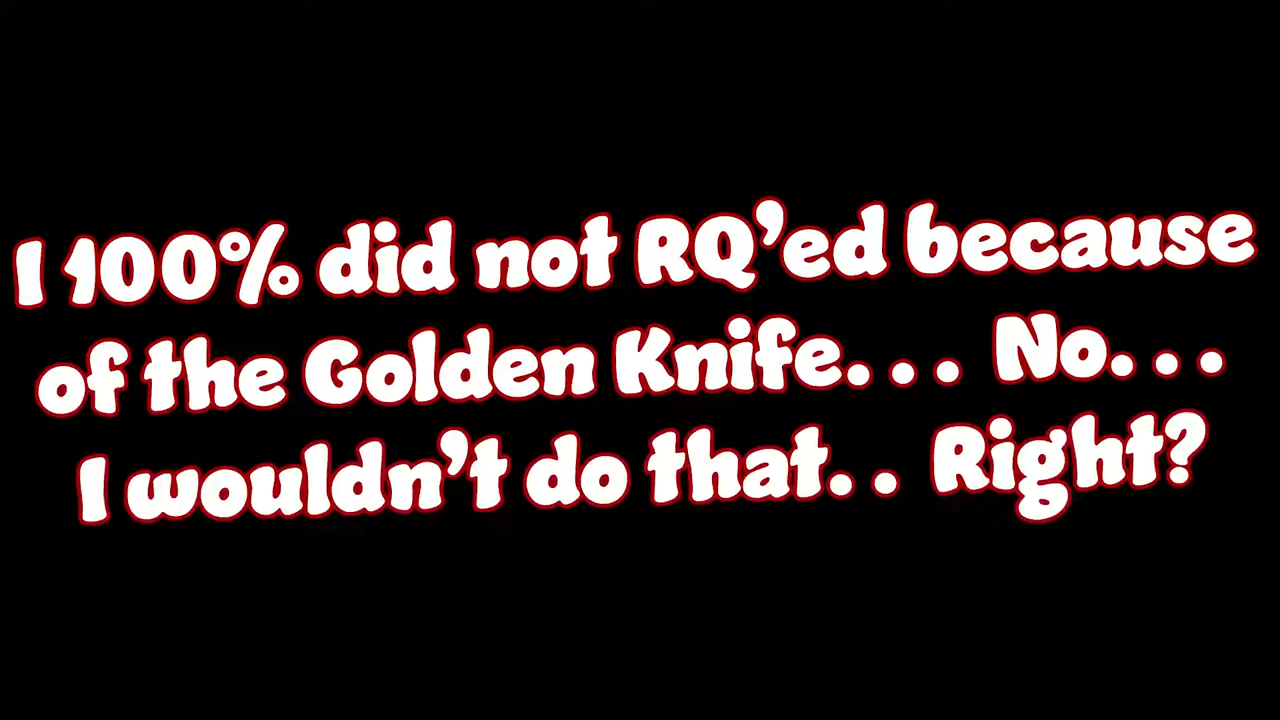 I 100% did not RQ’ed because
of the Golden Knife. . . No. . .
I wouldn’t do that. . Right?